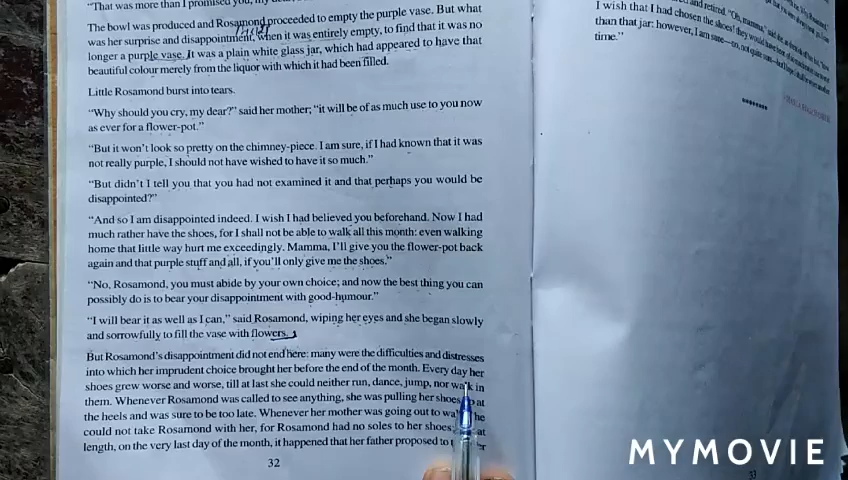 "That was more than I promised you, my
The bowl was produced and Rosamond proceeded to empty the purple vase. But what
was her surprise and disappointment, when it was entirely empty, to find that it was no
longer a purple vase. It was a plain white glass jar, which had appeared to have that
beautiful colour merely from the liquor with which it had been filled.
Little Rosamond burst into tears.
"Why should you cry, my dear?" said her mother; "it will be of as much use to you now
as ever for a flower-pot."
"But it won't look so pretty on the chimney-piece. I am sure, if I had known that it was
not really purple, I should not have wished to have it so much."
"But didn't I tell you that you had not examined it and that perhaps you would be
disappointed?"
"And so I am disappointed indeed. I wish I had believed you beforehand. Now I had
much rather have the shoes, for I shall not be able to walk all this month: even walking
home that little way hurt me exceedingly. Mamma, I'll give you the flower-pot back
again and that purple stuff and all, if you'll only give me the shoes."
"No, Rosamond, you must abide by your own choice; and now the best thing you can
possibly do is to bear your disappointment with good-humour."
"I will bear it as well as I can," said Rosamond, wiping her eyes and she began slowly
and sorrowfully to fill the vase with flowers.
But Rosamond's disappointment did not end here: many were the difficulties and distresses
into which her imprudent choice brought her before the end of the month. Every day her
shoes grew worse and worse, till at last she could neither run, dance, jump, nor walk in
them. Whenever Rosamond was called to see anything, she was pulling her shoes up at
the heels and was sure to be too late. Whenever her mother was going out to walk, she
could not take Rosamond with her, for Rosamond had no soles to her shoes; at
length, on the very last day of the month, it happened that her father proposed to
32
and retired. "Oh, mamma," said she
I wish that I had chosen the shoes! they would have been of
than that jar: however, I am sure—no, not quite sure—but I hope I shall be wiser another
time."
33
MYMOVIE